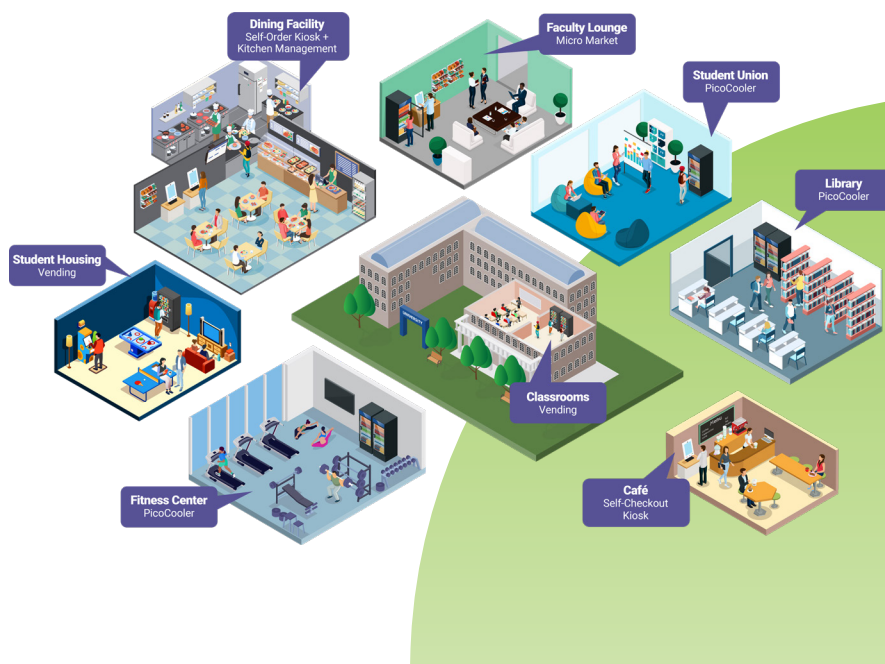 Dining Facility
Self-Order Kiosk +
Kitchen Management
Faculty Lounge
Micro Market
Student Union
PicoCooler
Library
PicoCooler
Student Housing
Vending
UNIVERSITY
Classrooms
Vending
Fitness Center
PicoCooler
Café
Self-Checkout
Kiosk